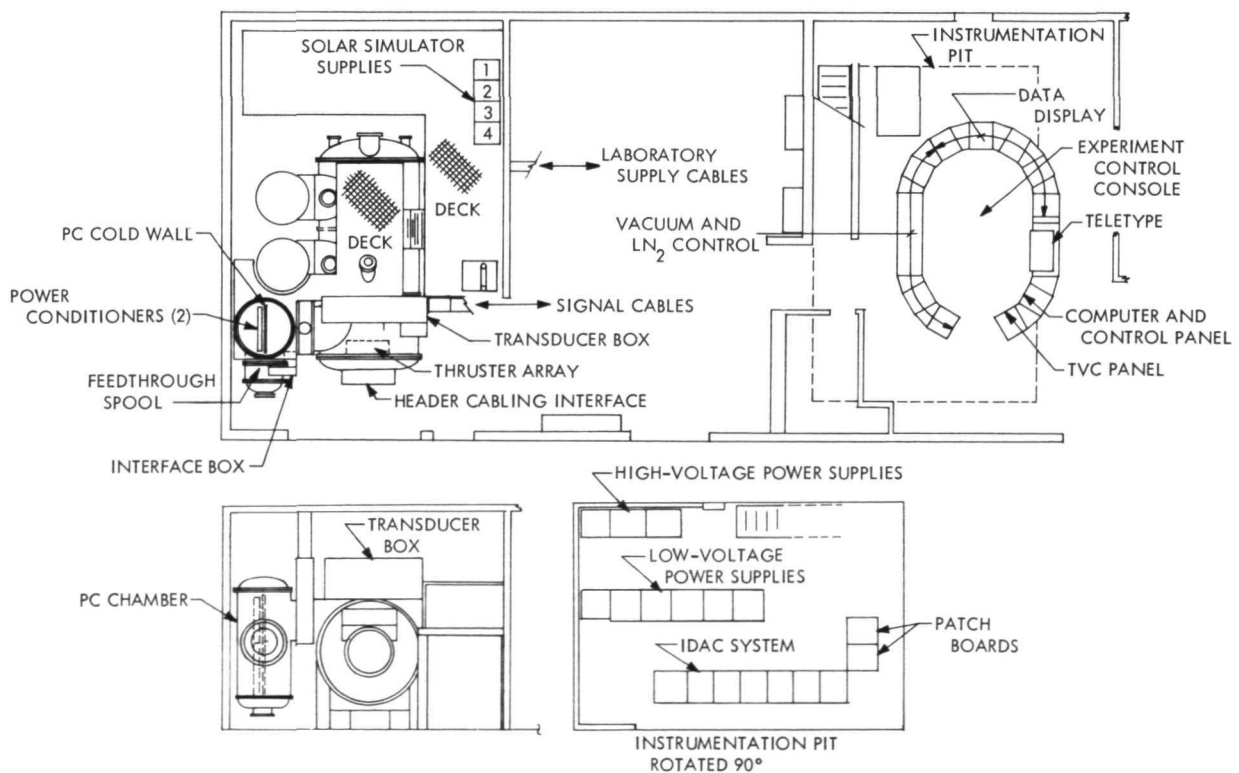 SOLAR SIMULATOR
SUPPLIES
1
2
3
4
INSTRUMENTATION
PIT
DATA
DISPLAY
EXPERIMENT
CONTROL
CONSOLE
LABORATORY
SUPPLY CABLES
DECK
DECK
VACUUM AND
LN2 CONTROL
TELETYPE
PC COLD WALL
POWER
CONDITIONERS (2)
SIGNAL CABLES
TRANSDUCER BOX
COMPUTER AND
CONTROL PANEL
THRUSTER ARRAY
TVC PANEL
FEEDTHROUGH
SPOOL
HEADER CABLING INTERFACE
INTERFACE BOX
HIGH-VOLTAGE POWER SUPPLIES
TRANSDUCER
BOX
LOW-VOLTAGE
POWER SUPPLIES
PC CHAMBER
IDAC SYSTEM
PATCH
BOARDS
INSTRUMENTATION PIT
ROTATED 90°